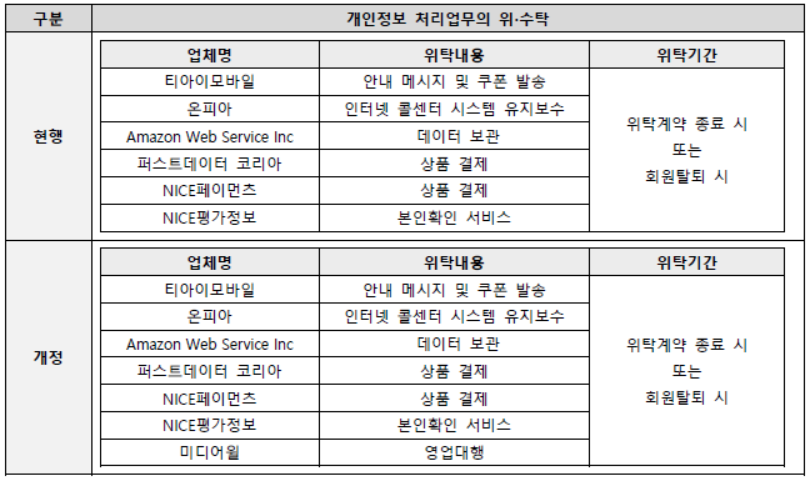 구분 개인정보 처리업무의 위·수탁
현행
업체명 위탁내용 위탁기간
티아이모바일 안내 메시지 및 쿠폰 발송
온피아 인터넷 콜센터 시스템 유지보수
Amazon Web Service Inc 데이터 보관
퍼스트데이터 코리아 상품 결제
NICE페이먼츠 상품 결제
NICE평가정보 본인확인 서비스
위탁계약 종료 시
또는
회원탈퇴 시
개정
업체명 위탁내용 위탁기간
티아이모바일 안내 메시지 및 쿠폰 발송
온피아 인터넷 콜센터 시스템 유지보수
Amazon Web Service Inc 데이터 보관
퍼스트데이터 코리아 상품 결제
NICE페이먼츠 상품 결제
NICE평가정보 본인확인 서비스
미디어윌 영업대행
위탁계약 종료 시
또는
회원탈퇴 시